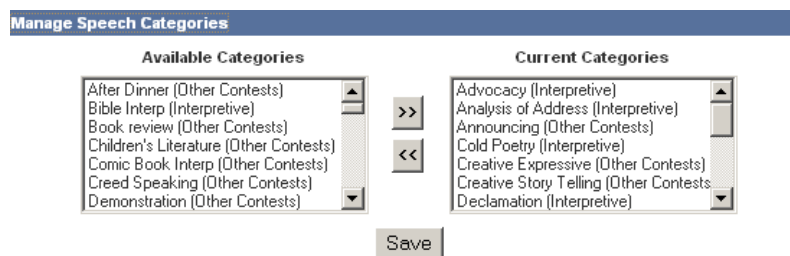 Manage Speech Categories
Available Categories
After Dinner (Other Contests)
Bible Interp (Interpretive)
Book review (Other Contests)
Children's Literature (Other Contests)
Comic Book Interp (Other Contests)
Creed Speaking (Other Contests)
Demonstration (Other Contests)
>>
<<
Current Categories
Advocacy (Interpretive)
Analysis of Address (Interpretive)
Announcing (Other Contests)
Cold Poetry (Interpretive)
Creative Expressive (Other Contests)
Creative Story Telling (Other Contests
Declamation (Interpretive)
Save